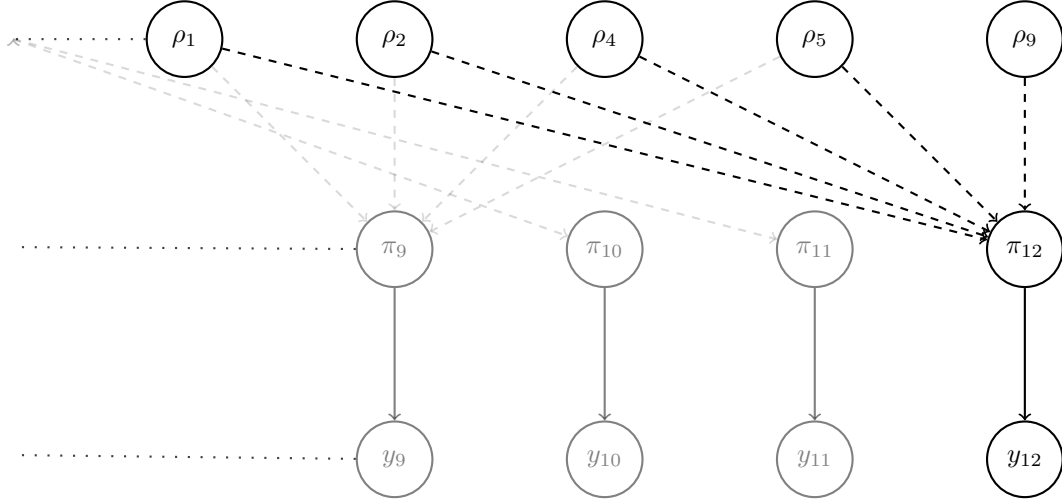 ρ₁ ρ₂ ρ₄ ρ₅ ρ₉
π₉ π₁₀ π₁₁ π₁₂
y₉ y₁₀ y₁₁ y₁₂